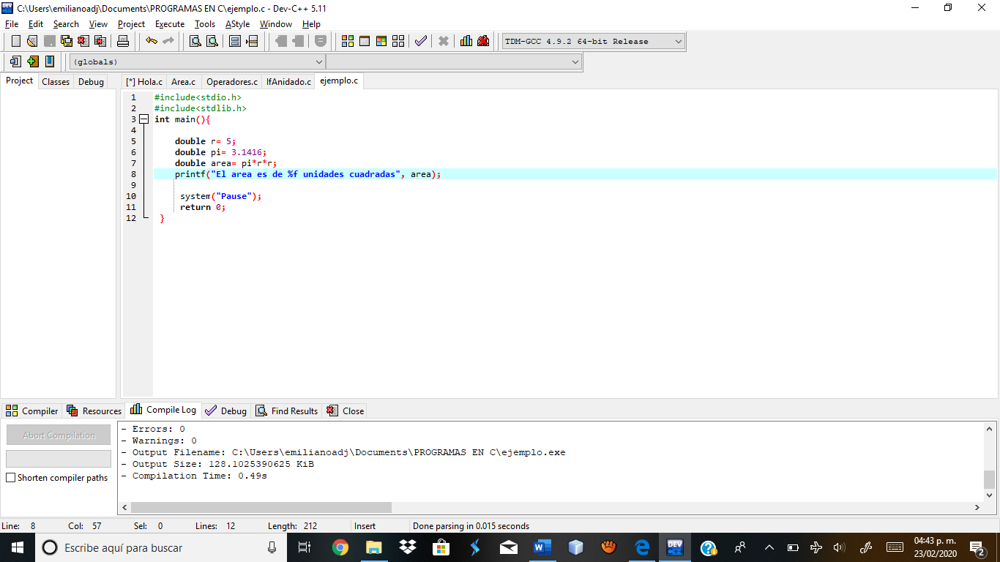 C:\Users\emilianoadj\Documents\PROGRAMAS EN C\ejemplo.c - Dev-C++ 5.11
File Edit Search View Project Execute Tools AStyle Window Help
TDM-GCC 4.9.2 64-bit Release
(globals)
Project Classes Debug [*] Hola.c Area.c Operadores.c IfAnidado.c ejemplo.c
1 #include<stdio.h>
2 #include<stdlib.h>
3 int main(){
4
5 double r= 5;
6 double pi= 3.1416;
7 double area= pi*r*r;
8 printf("El area es de %f unidades cuadradas", area);
9
10 system("Pause");
11 return 0;
12 }
Compiler Resources Compile Log Debug Find Results Close
Abort Compilation
Shorten compiler paths
- Errors: 0
- Warnings: 0
- Output Filename: C:\Users\emilianoadj\Documents\PROGRAMAS EN C\ejemplo.exe
- Output Size: 128.1025390625 KiB
- Compilation Time: 0.49s
Line: 8 Col: 57 Sel: 0 Lines: 12 Length: 212 Insert Done parsing in 0.015 seconds
Escribe aquí para buscar
DEV
04:43 p. m.
23/02/2020
2